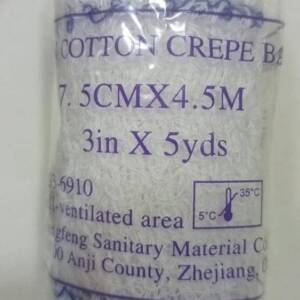 COTTON CREPE BA
7.5CMX4.5M
3in X 5yds
-6910
-ventilated area
35°C
5°C
gfeng Sanitary Material Co
00 Anji County, Zhejiang,